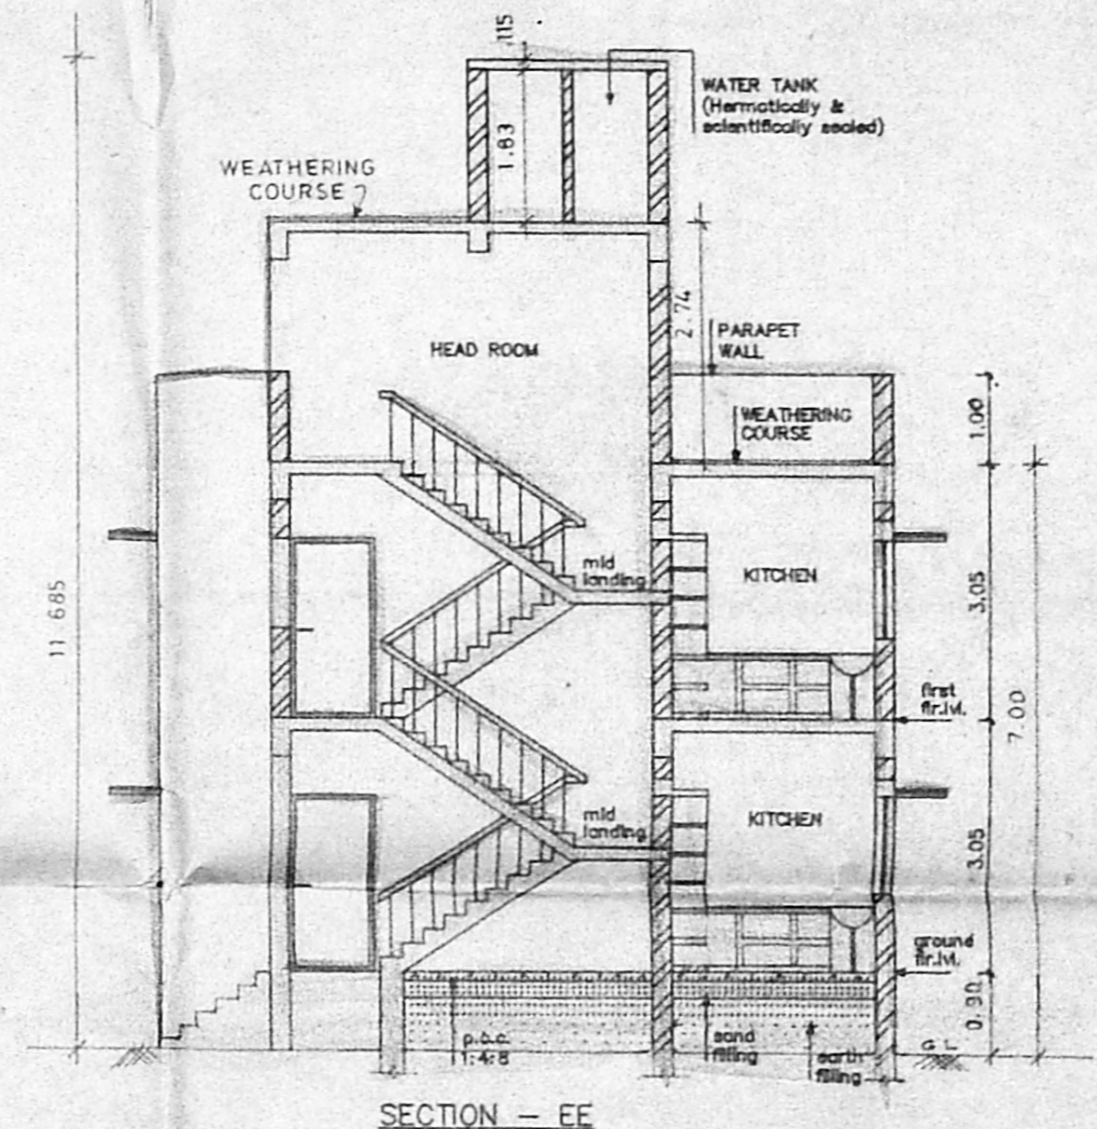 .115
WATER TANK
(Hermatically &
scientifically sealed)
1.83
WEATHERING
COURSE
2.74
PARAPET
WALL
HEAD ROOM
WEATHERING
COURSE
1.00
mid
landing
KITCHEN
3.05
11.685
first
flr.lvl.
7.00
mid
landing
KITCHEN
3.05
ground
flr.lvl.
0.90
p.c.c.
1:4:8
sand
filling
earth
filling
G L
SECTION — EE